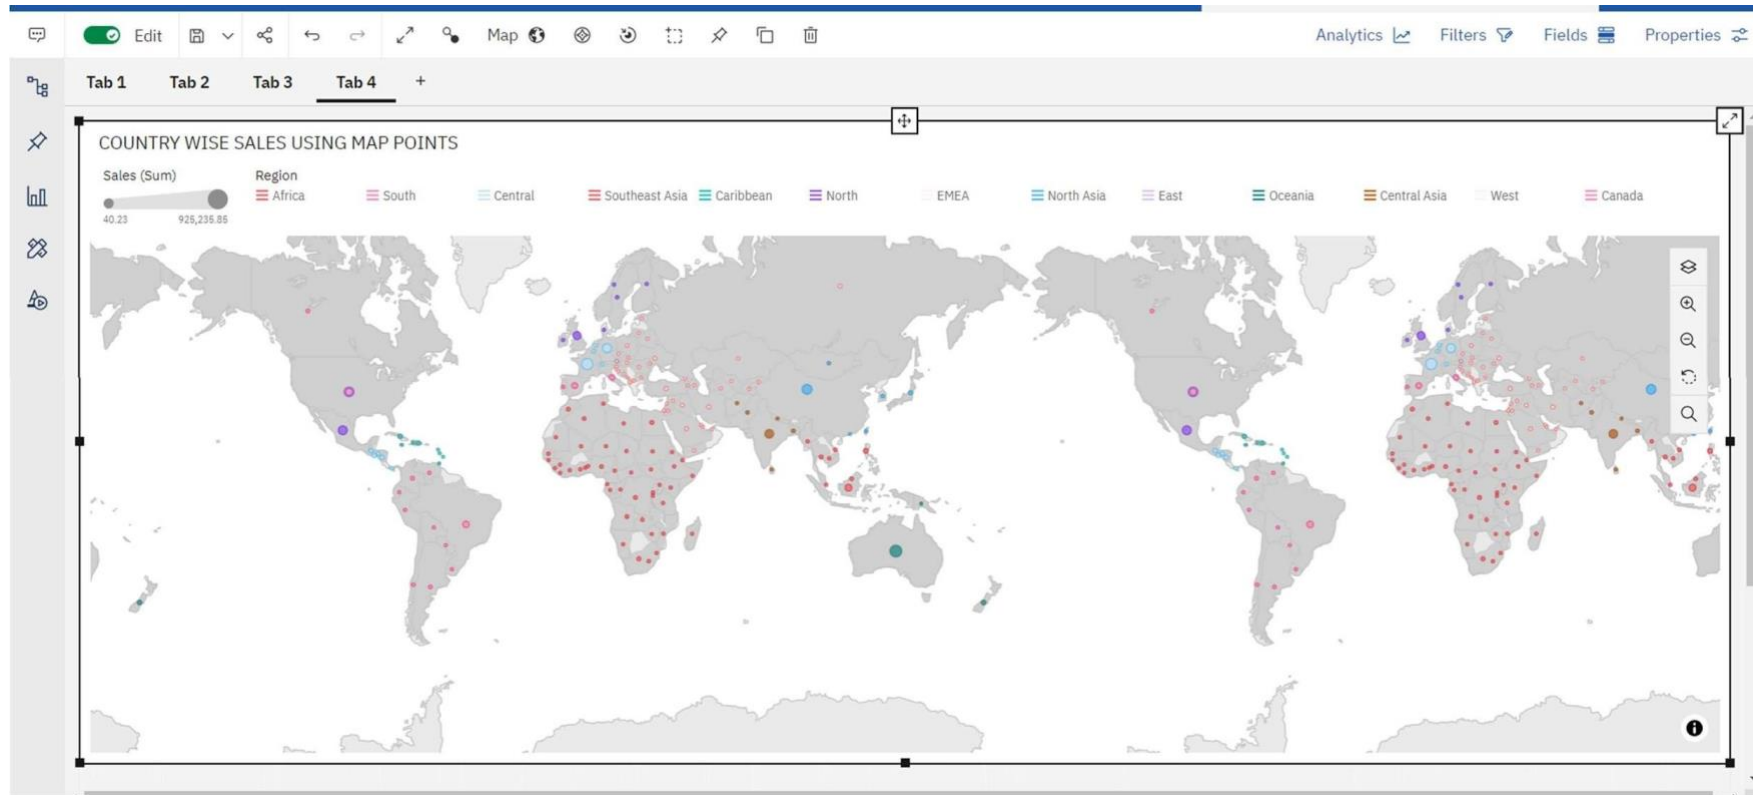 Edit Map Analytics Filters Fields Properties
Tab 1 Tab 2 Tab 3 Tab 4 +
COUNTRY WISE SALES USING MAP POINTS
Sales (Sum) Region
Africa South Central Southeast Asia Caribbean North EMEA North Asia East Oceania Central Asia West Canada
40.23 925,235.85